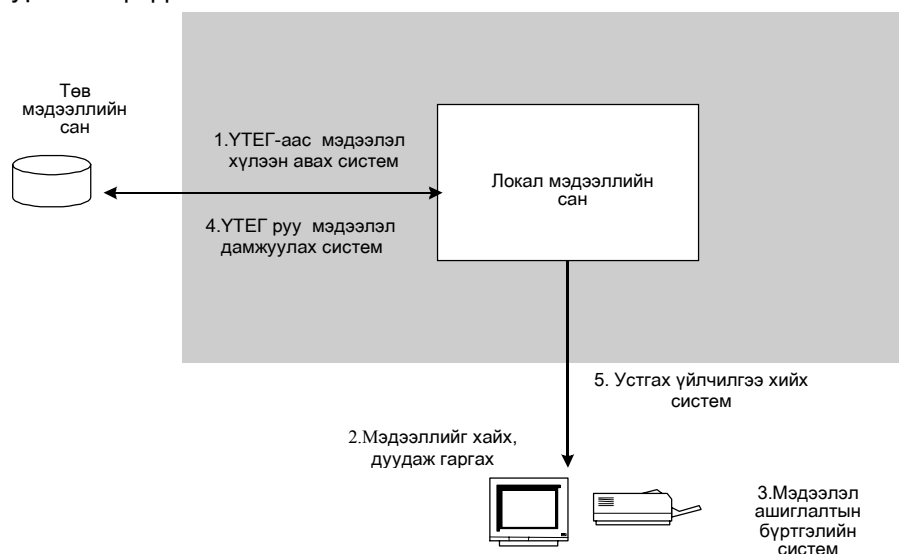 Төв
мэдээллийн
сан
1.ҮТЕГ-аас мэдээлэл
хүлээн авах систем
Локал мэдээллийн
сан
4.ҮТЕГ руу мэдээлэл
дамжуулах систем
5. Устгах үйлчилгээ хийх
систем
2.Мэдээллийг хайх,
дуудаж гаргах
3.Мэдээлэл
ашиглалтын
бүртгэлийн
систем